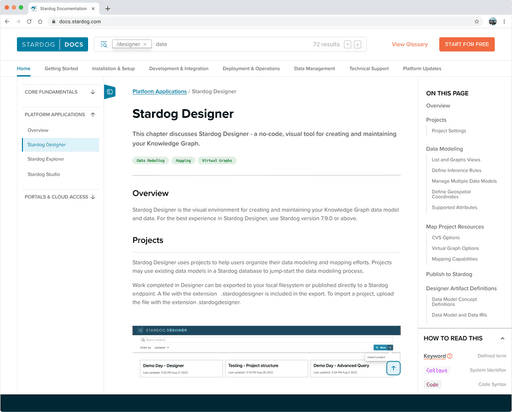 Stardog Documentation
docs.stardog.com
STARDOG | DOCS
/designer
data
72 results
View Glossary
START FOR FREE
Home
Getting Started
Installation & Setup
Development & Integration
Deployment & Operations
Data Management
Technical Support
Platform Updates
CORE FUNDAMENTALS
PLATFORM APPLICATIONS
Overview
Stardog Designer
Stardog Explorer
Stardog Studio
PORTALS & CLOUD ACCESS
Platform Applications / Stardog Designer
Stardog Designer
This chapter discusses Stardog Designer - a no-code, visual tool for creating and maintaining
your Knowledge Graph.
Data Modeling
Mapping
Virtual Graphs
Overview
Stardog Designer is the visual environment for creating and maintaining your Knowledge Graph data model
and data. For the best experience in Stardog Designer, use Stardog version 7.9.0 or above.
Projects
Stardog Designer uses projects to help users organize their data modeling and mapping efforts. Projects
may use existing data models in a Stardog database to jump-start the data modeling process.
Work completed in Designer can be exported to your local filesystem or published directly to a Stardog
endpoint. A file with the extension .stardogdesigner is included in the export. To import a project, upload
the file with the extension .stardogdesigner.
STARDOG DESIGNER
Demo Day - Designer
Testing - Project structure
Demo Day - Advanced Query
ON THIS PAGE
Overview
Projects
Project Settings
Data Modeling
List and Graphs Views
Define Inference Rules
Manage Multiple Data Models
Define Geospatial
Coordinates
Supported Attributes
Map Project Resources
CVS Options
Virtual Graph Options
Mapping Capabilities
Publish to Stardog
Designer Artifact Definitions
Data Model Concept
Definitions
Data Model and Data IRIs
HOW TO READ THIS
Keyword
Defined term
Callout
System Identifier
Code
Code Syntax